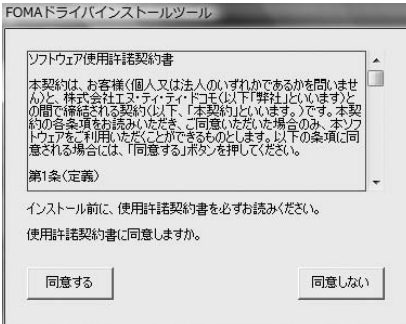 FOMAドライバインストールツール
ソフトウェア使用許諾契約書
本契約は、お客様(個人又は法人のいずれかであるかを問いませ
ん)と、株式会社エヌ・ティ・ティ・ドコモ(以下「弊社」といいます)と
の間で締結される契約(以下、「本契約」といいます。)です。本契
約の各条項をお読みいただき、ご同意いただいた場合のみ、本ソフ
トウェアをご利用いただくことができるものとします。以下の条項に同
意される場合には、「同意する」ボタンを押してください。
第1条(定義)
インストール前に、使用許諾契約書を必ずお読みください。
使用許諾契約書に同意しますか。
同意する
同意しない